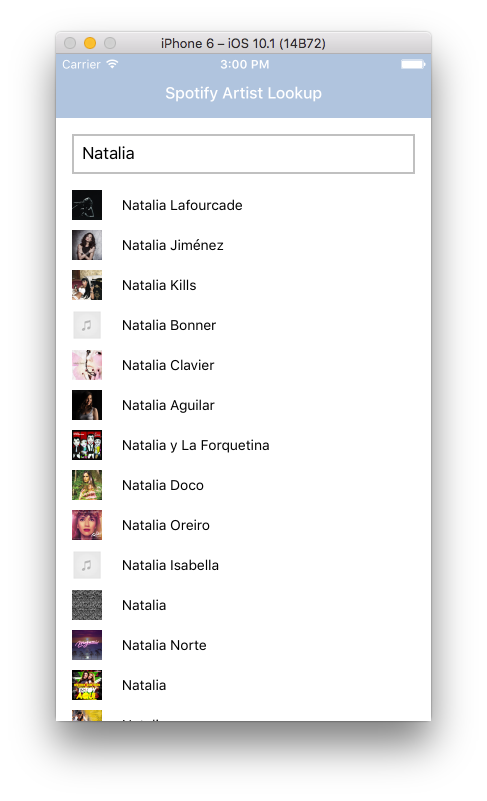 iPhone 6 – iOS 10.1 (14B72)
Carrier 3:00 PM
Spotify Artist Lookup
Natalia
Natalia Lafourcade
Natalia Jiménez
Natalia Kills
Natalia Bonner
Natalia Clavier
Natalia Aguilar
Natalia y La Forquetina
Natalia Doco
Natalia Oreiro
Natalia Isabella
Natalia
Natalia Norte
ESTOY
AQUI
Natalia